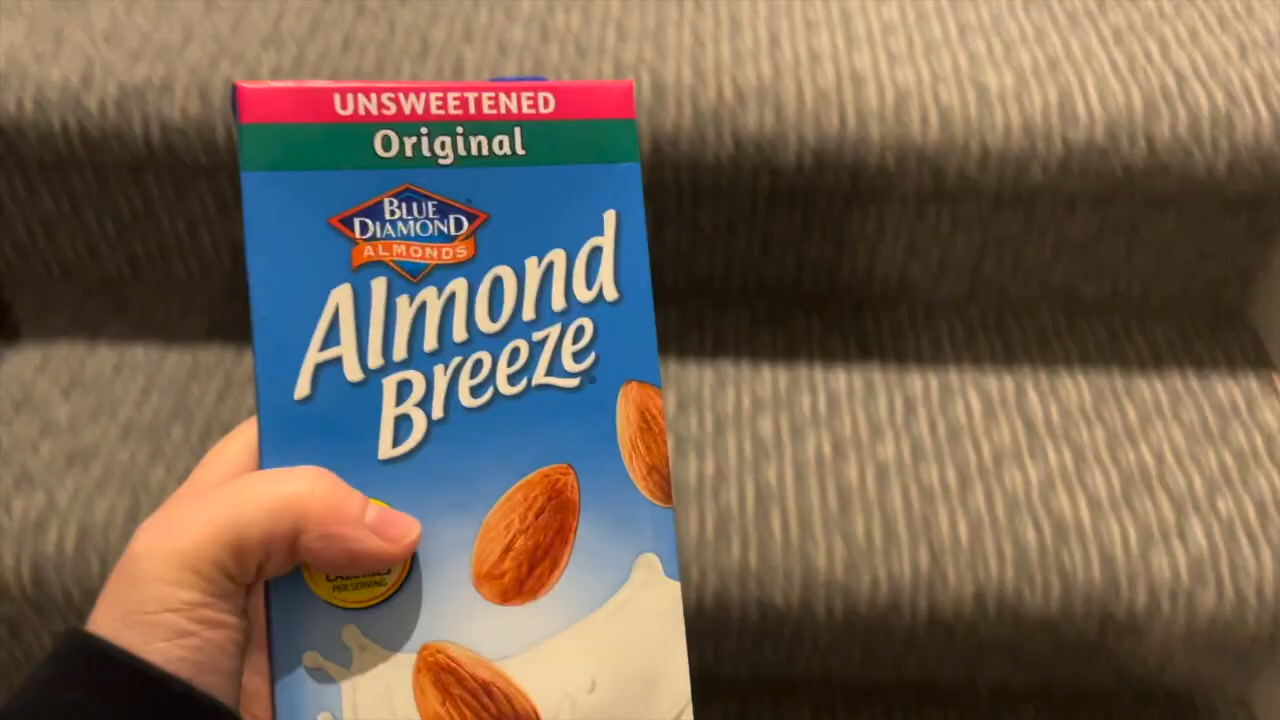 UNSWEETENED
Original
BLUE
DIAMOND
ALMONDS
Almond
Breeze
PER SERVING